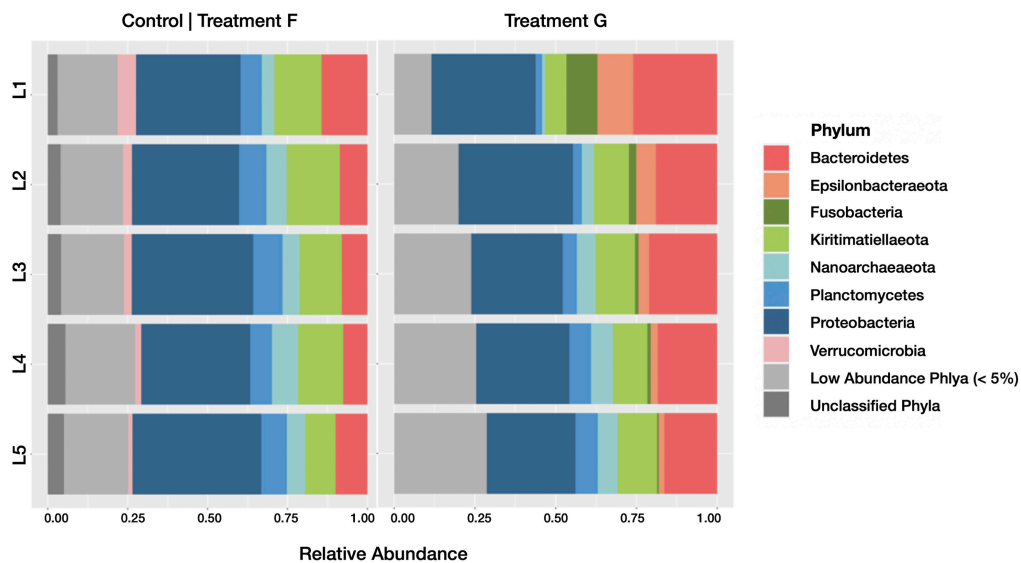 Control | Treatment F
Treatment G
L1
L2
L3
L4
L5
0.00 0.25 0.50 0.75 1.00
0.00 0.25 0.50 0.75 1.00
Relative Abundance
Phylum
Bacteroidetes
Epsilonbacteraeota
Fusobacteria
Kiritimatiellaeota
Nanoarchaeaeota
Planctomycetes
Proteobacteria
Verrucomicrobia
Low Abundance Phlya (< 5%)
Unclassified Phyla